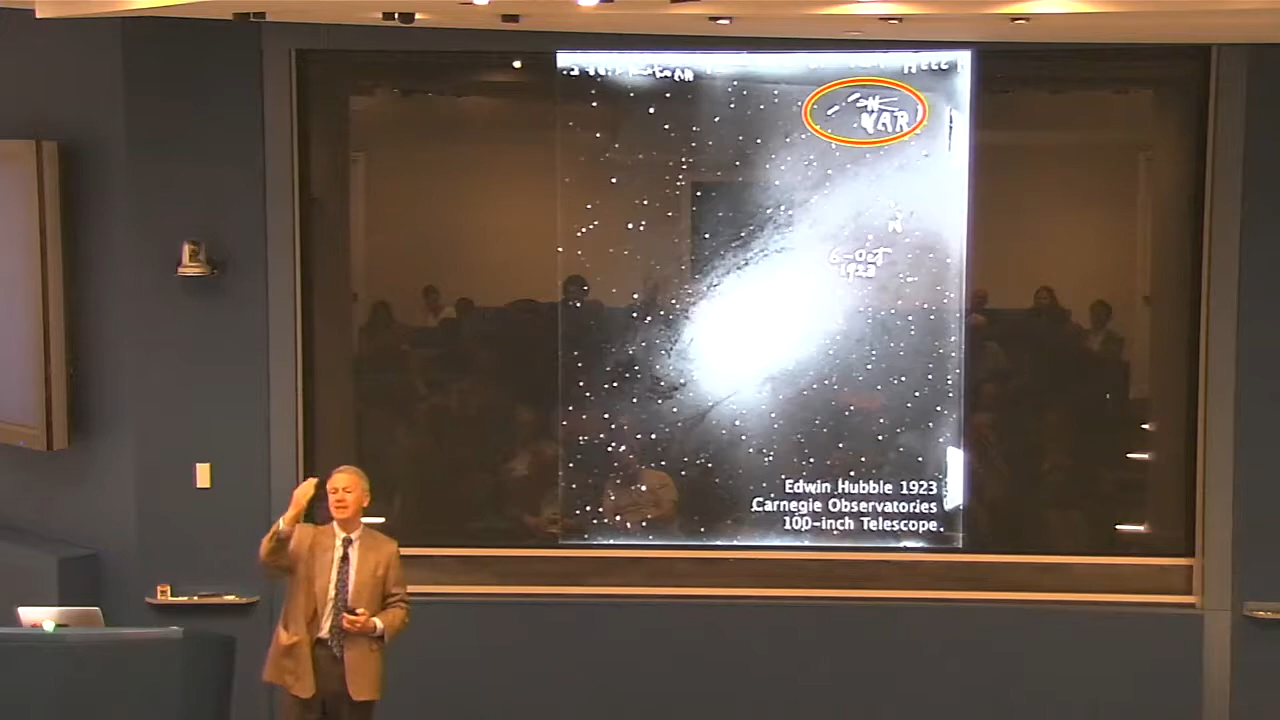 N
VAR
N
6-Oct
1923
Edwin Hubble 1923
Carnegie Observatories
100-inch Telescope